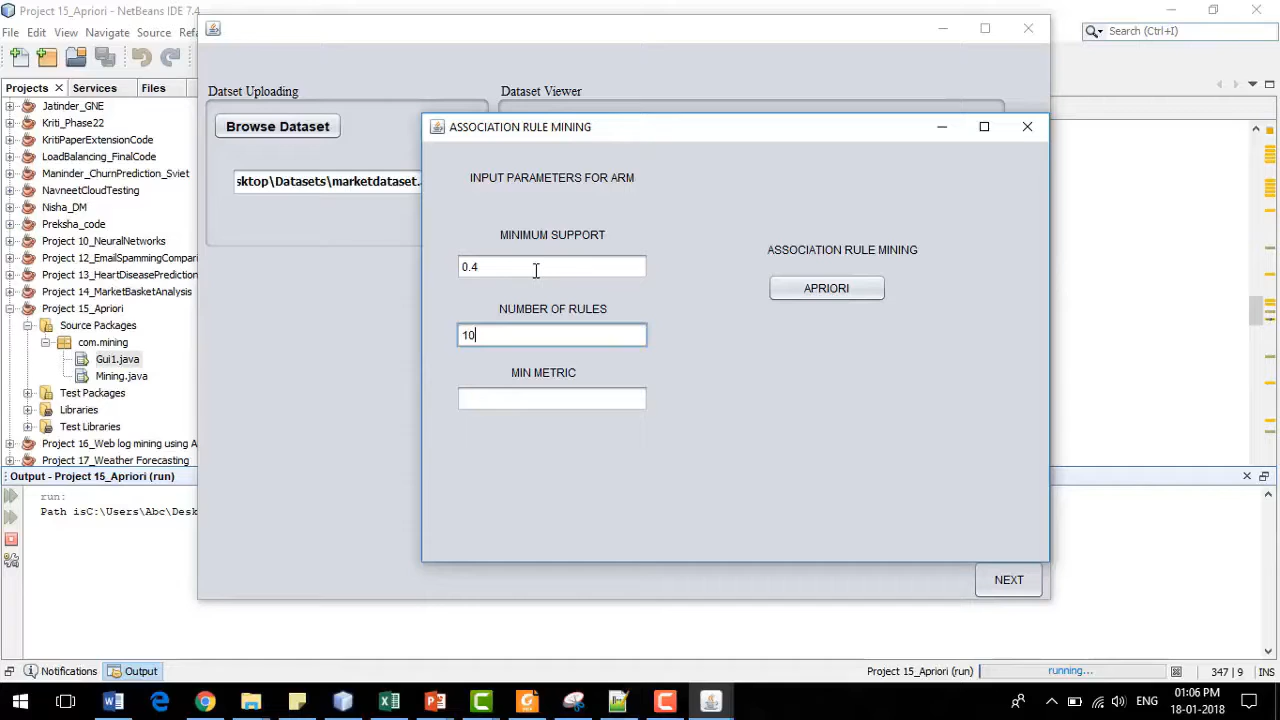 Project 15_Apriori - NetBeans IDE 7.4
File Edit View Navigate Source Refa
Search (Ctrl+I)
Projects
Services
Files
Jatinder_GNE
Kriti_Phase22
KritiPaperExtensionCode
LoadBalancing_FinalCode
Maninder_ChurnPrediction_Sviet
NavneetCloudTesting
Nisha_DM
Preksha_code
Project 10_NeuralNetworks
Project 12_EmailSpammingCompari
Project 13_HeartDiseasePrediction
Project 14_MarketBasketAnalysis
Project 15_Apriori
Source Packages
com.mining
Gui1.java
Mining.java
Test Packages
Libraries
Test Libraries
Project 16_Web log mining using A
Project 17_Weather Forecasting
Datset Uploading
Dataset Viewer
Browse Dataset
sktop\Datasets\marketdataset.
ASSOCIATION RULE MINING
INPUT PARAMETERS FOR ARM
MINIMUM SUPPORT
0.4
NUMBER OF RULES
10
MIN METRIC
ASSOCIATION RULE MINING
APRIORI
NEXT
Output - Project 15_Apriori (run)
run:
Path isC:\Users\Abc\Desk
Notifications
Output
Project 15_Apriori (run)
running...
347 | 9
INS
ENG
01:06 PM
18-01-2018